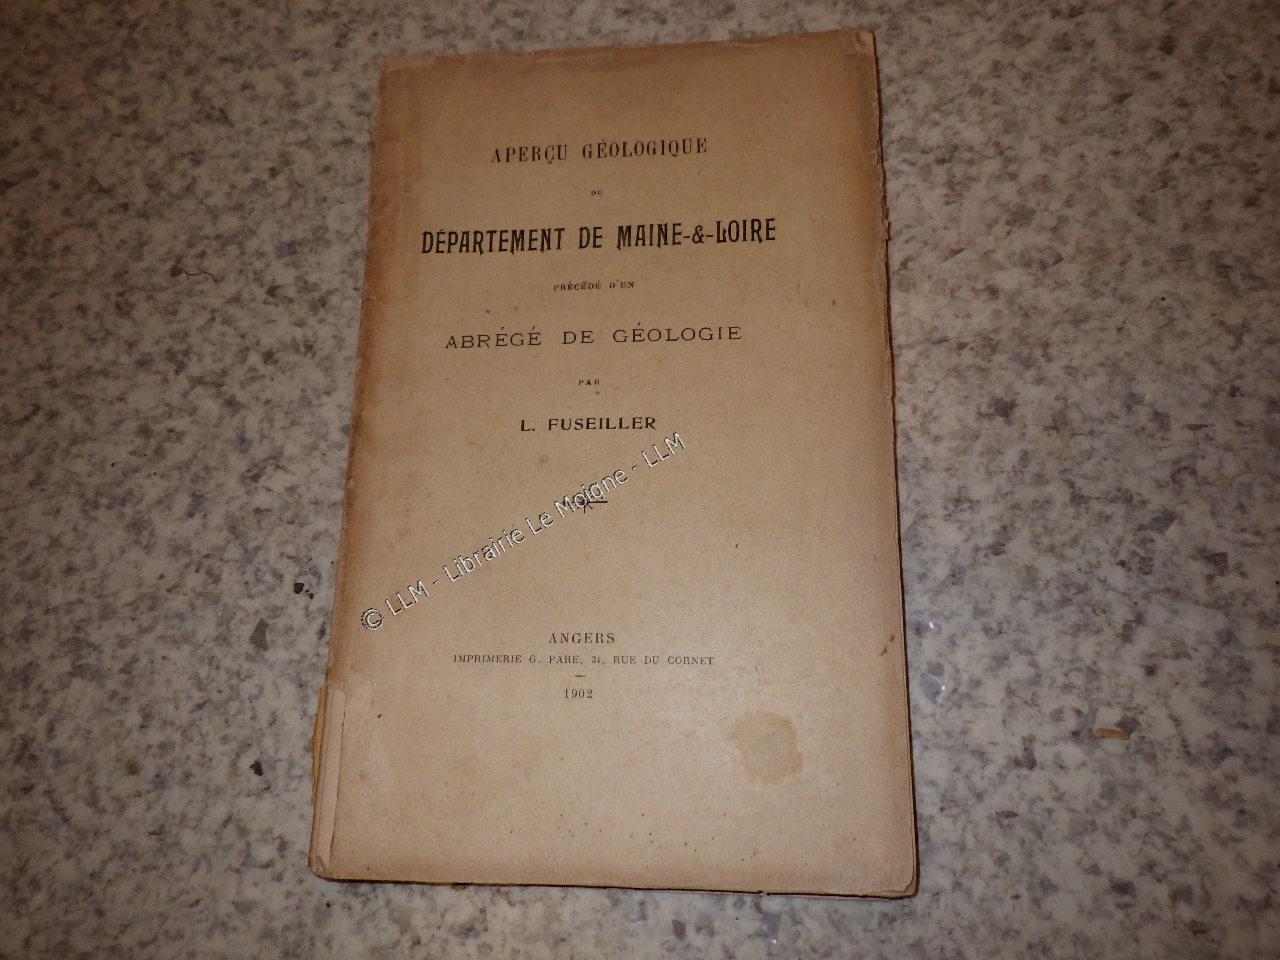 APERÇU GÉOLOGIQUE
DU
DÉPARTEMENT DE MAINE-&-LOIRE
PRÉCÉDÉ D'UN
ABRÉGÉ DE GÉOLOGIE
PAR
L. FUSEILLER
© LLM - Librairie Le Moigne - LLM
ANGERS
IMPRIMERIE G. PARÉ, 34, RUE DU CORNET
1902